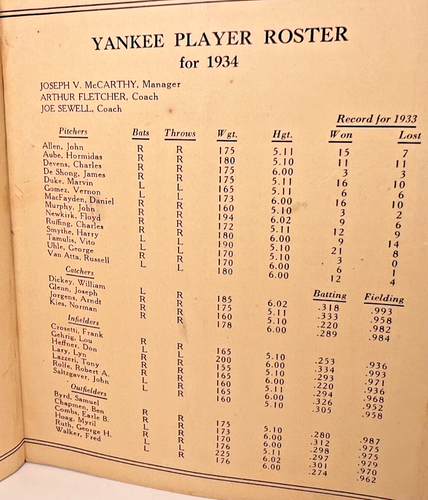 YANKEE PLAYER ROSTER
for 1934
JOSEPH V. McCARTHY, Manager
ARTHUR FLETCHER, Coach
JOE SEWELL, Coach
Record for 1933
Pitchers Bats Throws Wgt. Hgt. Won Lost
Allen, John R R 175 5.11 15 7
Aube, Hormidas R R 180 5.10 11 11
Devens, Charles R R 175 6.00 3 3
De Shong, James R R 175 5.11 16 10
Duke, Marvin L L 165 5.11 6 6
Gomez, Vernon L L 173 6.00 16 10
MacFayden, Daniel R R 160 5.10 3 2
Murphy, John R R 194 6.02 9 6
Newkirk, Floyd R R 172 5.11 12 9
Ruffing, Charles R R 180 6.00 9 14
Smythe, Harry L L 190 5.10 21 8
Tamulis, Vito L L 170 5.10 3 0
Uhle, George R R 170 6.00 6 1
Van Atta, Russell L L 180 6.00 12 4
Catchers Batting Fielding
Dickey, William L R 185 6.02 .318 .993
Glenn, Joseph R R 175 5.11 .333 .958
Jorgens, Arndt R R 160 5.10 .220 .982
Kies, Norman R R 178 6.00 .289 .984
Infielders
Crosetti, Frank R R 165 5.10 .253 .936
Gehrig, Lou L L 200 6.00 .334 .993
Heffner, Don R R 155 5.10 .293 .971
Lary, Lyn R R 165 6.00 .220 .936
Lazzeri, Tony R R 160 5.11 .294 .968
Rolfe, Robert A. L R 165 6.00 .326 .952
Saltzgaver, John L R 160 5.10 .305 .958
Outfielders
Byrd, Samuel R R 175 5.10 .280 .987
Chapman, Ben R R 173 6.00 .312 .975
Combs, Earle B. L R 170 6.00 .298 .975
Hoag, Myril R R 176 5.11 .297 .979
Ruth, George H. L L 225 .301 .970
Walker, Fred L R 176 6.00 .274 .962